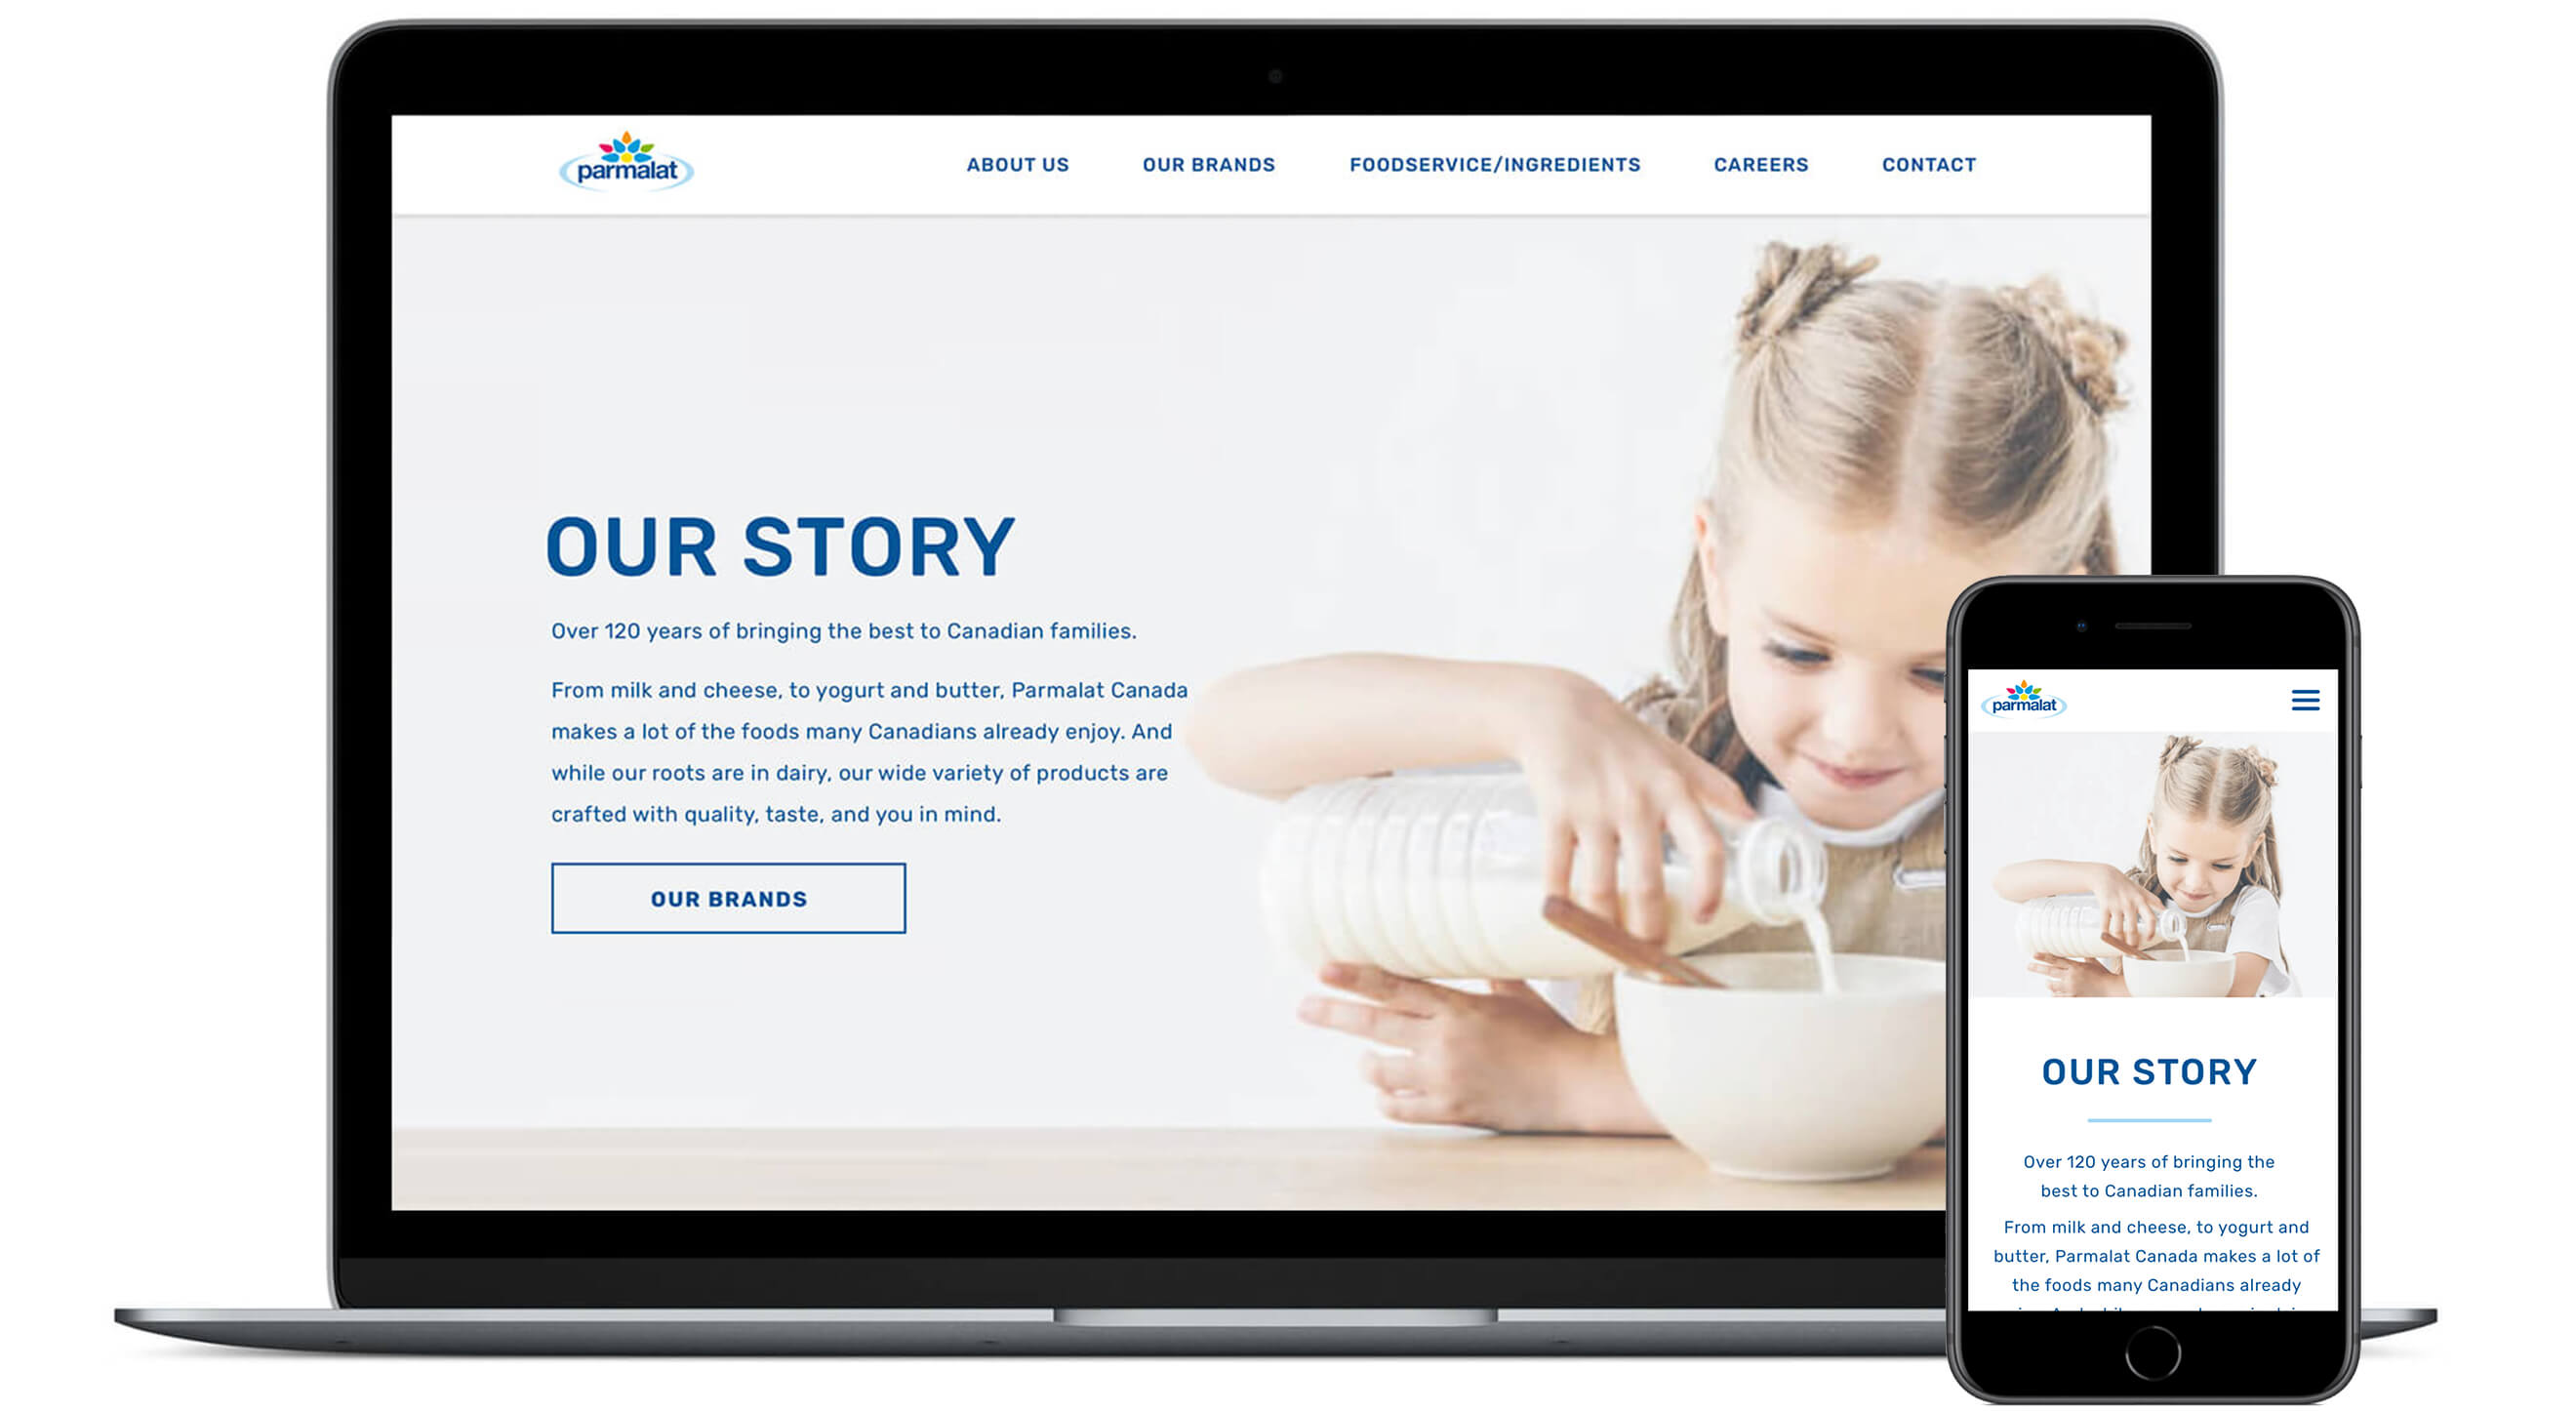 parmalat
ABOUT US OUR BRANDS FOODSERVICE/INGREDIENTS CAREERS CONTACT
OUR STORY
Over 120 years of bringing the best to Canadian families.
From milk and cheese, to yogurt and butter, Parmalat Canada
makes a lot of the foods many Canadians already enjoy. And
while our roots are in dairy, our wide variety of products are
crafted with quality, taste, and you in mind.
OUR BRANDS
parmalat
OUR STORY
Over 120 years of bringing the
best to Canadian families.
From milk and cheese, to yogurt and
butter, Parmalat Canada makes a lot of
the foods many Canadians already